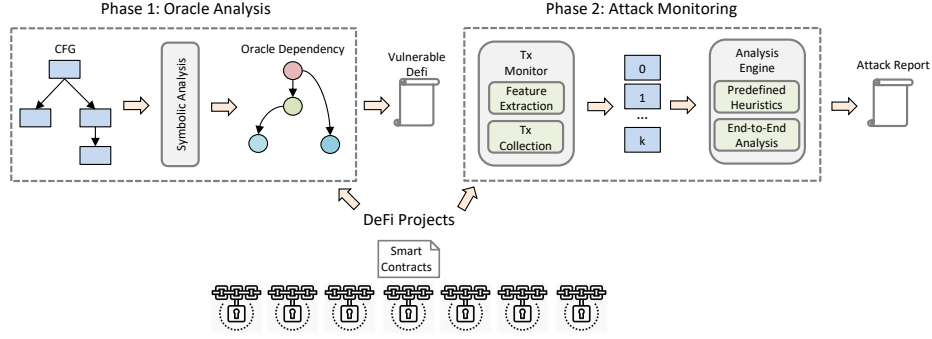 Phase 1: Oracle Analysis
Phase 2: Attack Monitoring
CFG
Symbolic Analysis
Oracle Dependency
Vulnerable
Defi
Tx
Monitor
Feature
Extraction
Tx
Collection
0
1
...
k
Analysis
Engine
Predefined
Heuristics
End-to-End
Analysis
Attack Report
DeFi Projects
Smart
Contracts